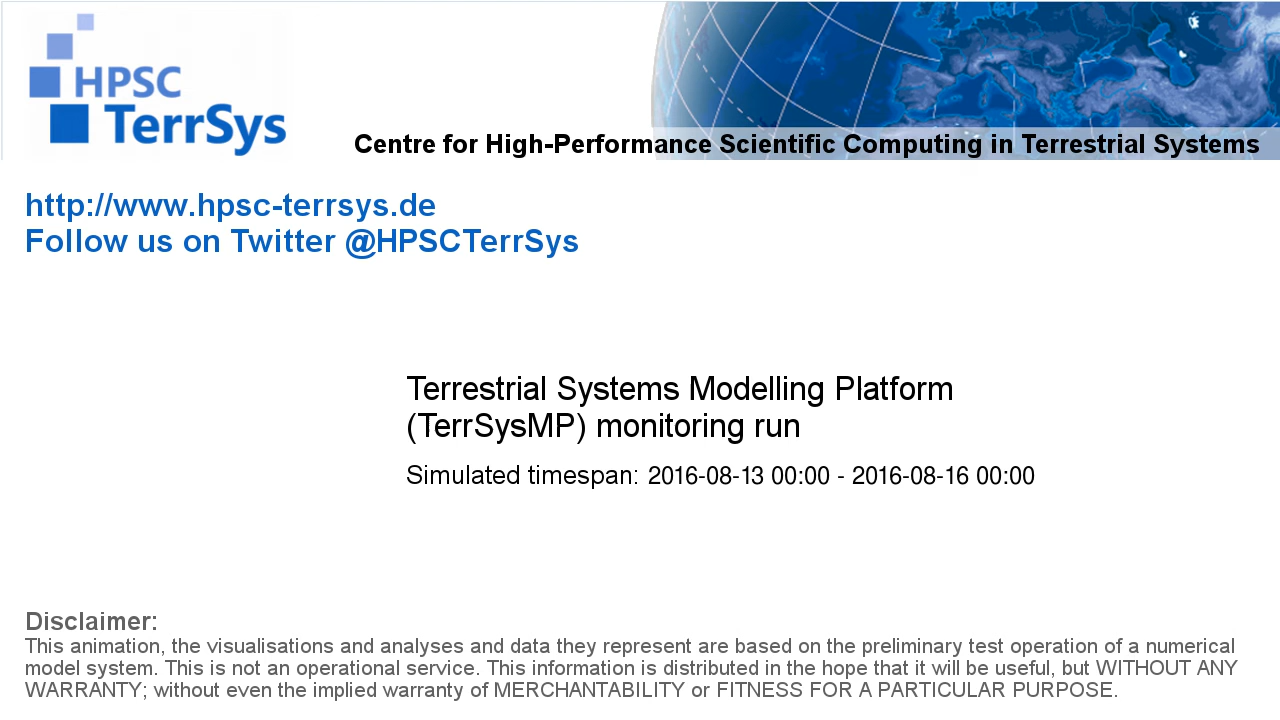 HPSC
TerrSys
Centre for High-Performance Scientific Computing in Terrestrial Systems
http://www.hpsc-terrsys.de
Follow us on Twitter @HPSCTerrSys
Terrestrial Systems Modelling Platform
(TerrSysMP) monitoring run
Simulated timespan: 2016-08-13 00:00 - 2016-08-16 00:00
Disclaimer:
This animation, the visualisations and analyses and data they represent are based on the preliminary test operation of a numerical
model system. This is not an operational service. This information is distributed in the hope that it will be useful, but WITHOUT ANY
WARRANTY; without even the implied warranty of MERCHANTABILITY or FITNESS FOR A PARTICULAR PURPOSE.